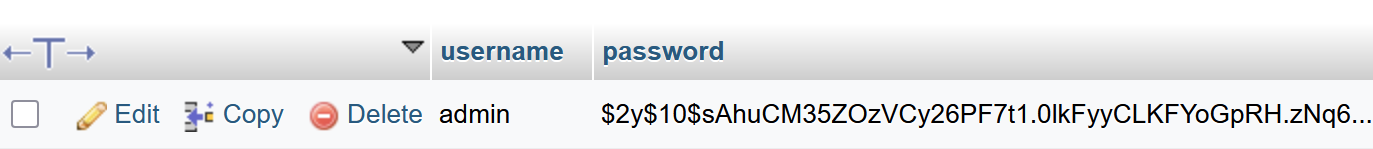 ←T→ username password
Edit Copy Delete admin $2y$10$sAhuCM35ZOzVCy26PF7t1.0lkFyyCLKFYoGpRH.zNq6...